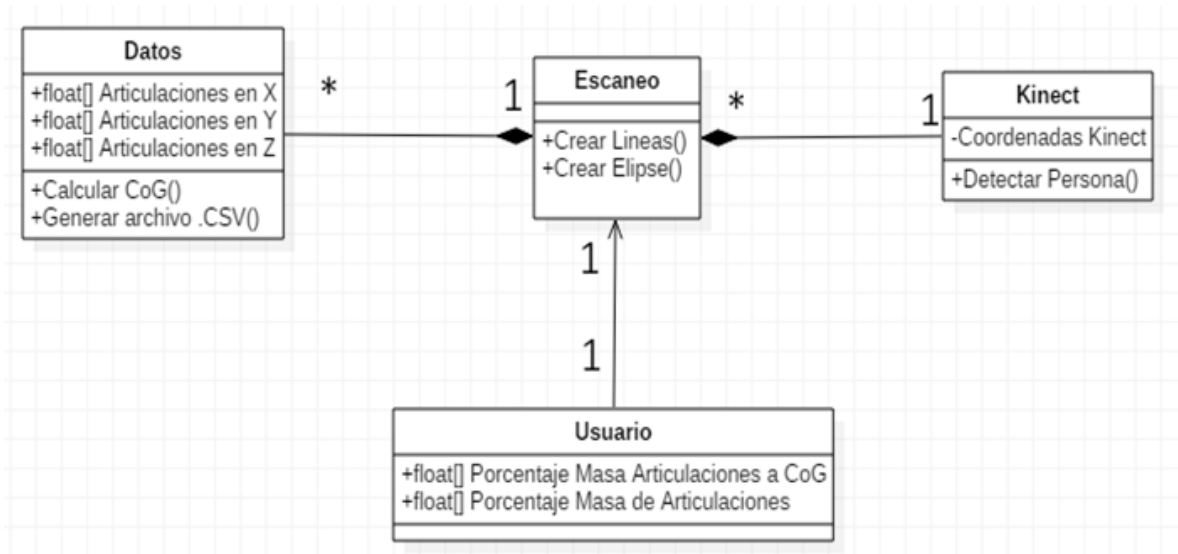 Datos
+float[] Articulaciones en X
+float[] Articulaciones en Y
+float[] Articulaciones en Z
+Calcular CoG()
+Generar archivo .CSV()
*
1
Escaneo
+Crear Lineas()
+Crear Elipse()
*
1
Kinect
-Coordenadas Kinect
+Detectar Persona()
1
1
Usuario
+float[] Porcentaje Masa Articulaciones a CoG
+float[] Porcentaje Masa de Articulaciones